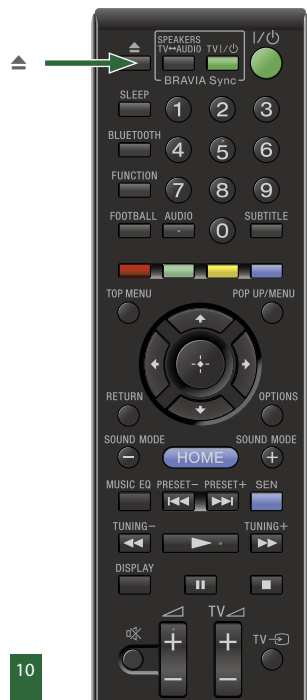 SPEAKERS
TV↔AUDIO TV I/⏻ I/⏻
BRAVIA Sync
SLEEP
1 2 3
BLUETOOTH
4 5 6
FUNCTION
7 8 9
FOOTBALL AUDIO SUBTITLE
0
TOP MENU POP UP/MENU
RETURN OPTIONS
SOUND MODE SOUND MODE
− HOME +
MUSIC EQ PRESET− PRESET+ SEN
TUNING− TUNING+
DISPLAY
TV
+ + TV
− −
10